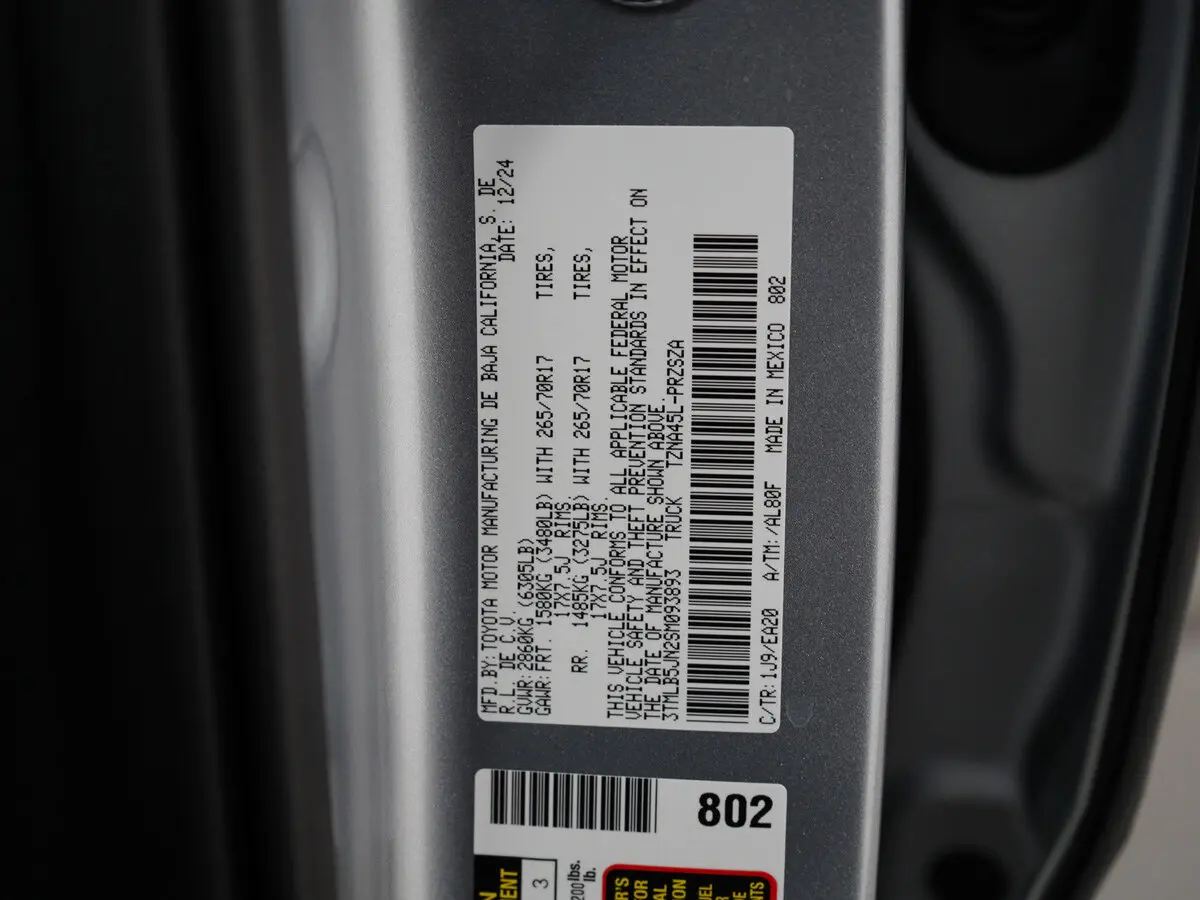 MFD.BY:TOYOTA MOTOR MANUFACTURING DE BAJA CALIFORNIA, S. DE
R.L. DE C.V. DATE: 12/24
GVWR:2860KG (6305LB)
GAWR:FRT. 1580KG (3480LB) WITH 265/70R17 TIRES,
17X7.5J RIMS,
RR. 1485KG (3275LB) WITH 265/70R17 TIRES,
17X7.5J RIMS.
THIS VEHICLE CONFORMS TO ALL APPLICABLE FEDERAL MOTOR
VEHICLE SAFETY AND THEFT PREVENTION STANDARDS IN EFFECT ON
THE DATE OF MANUFACTURE SHOWN ABOVE.
3TMLB5JN2SM093893 TRUCK TZNA45L-PRZSZA
C/TR:1J9/EA20 A/TM:/AL80F MADE IN MEXICO 802
802
3
200 lbs.
lb.